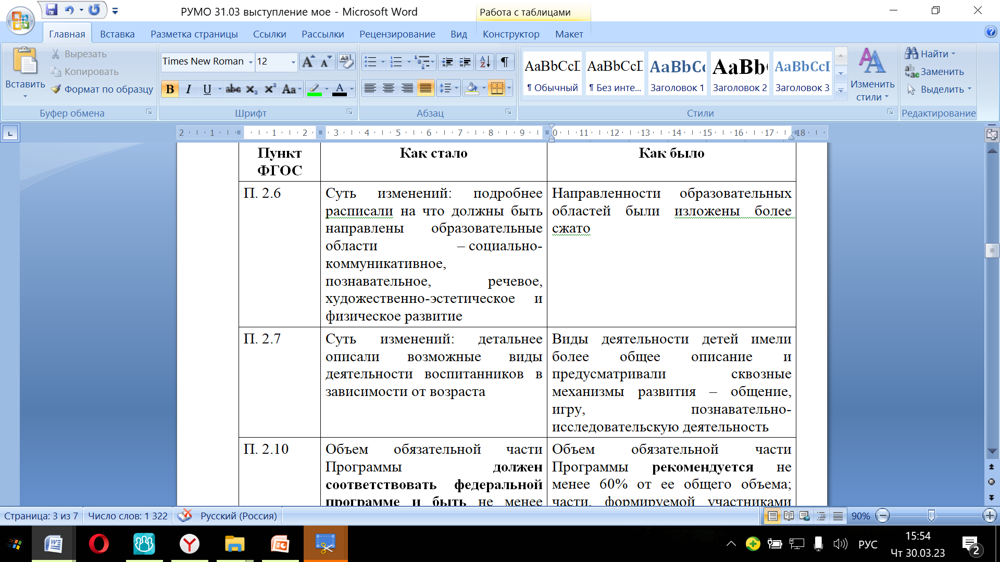 РУМО 31.03 выступление мое - Microsoft Word
Работа с таблицами
Главная Вставка Разметка страницы Ссылки Рассылки Рецензирование Вид Конструктор Макет
Вставить
Вырезать
Копировать
Формат по образцу
Буфер обмена
Times New Roman 12
Шрифт
Абзац
AaBbCcD AaBbCcD AaBbCc AaBb AaBbCcD
¶ Обычный ¶ Без инте... Заголовок 1 Заголовок 2 Заголовок 3
Стили
Изменить
стили
Найти
Заменить
Выделить
Редактирование
2 1 1 2 3 4 5 6 7 8 9 0 11 12 13 14 15 16 17 18
Пункт
ФГОС
Как стало
Как было
П. 2.6
Суть изменений: подробнее
расписали на что должны быть
направлены образовательные
области – социально-
коммуникативное,
познавательное, речевое,
художественно-эстетическое и
физическое развитие
Направленности образовательных
областей были изложены более
сжато
П. 2.7
Суть изменений: детальнее
описали возможные виды
деятельности воспитанников в
зависимости от возраста
Виды деятельности детей имели
более общее описание и
предусматривали сквозные
механизмы развития – общение,
игру, познавательно-
исследовательскую деятельность
П. 2.10
Объем обязательной части
Программы должен
соответствовать федеральной
программе и быть не менее
Объем обязательной части
Программы рекомендуется не
менее 60% от ее общего объема;
части, формируемой участниками
Страница: 3 из 7 Число слов: 1 322 Русский (Россия) 90%
РУС
15:54
Чт 30.03.23
2